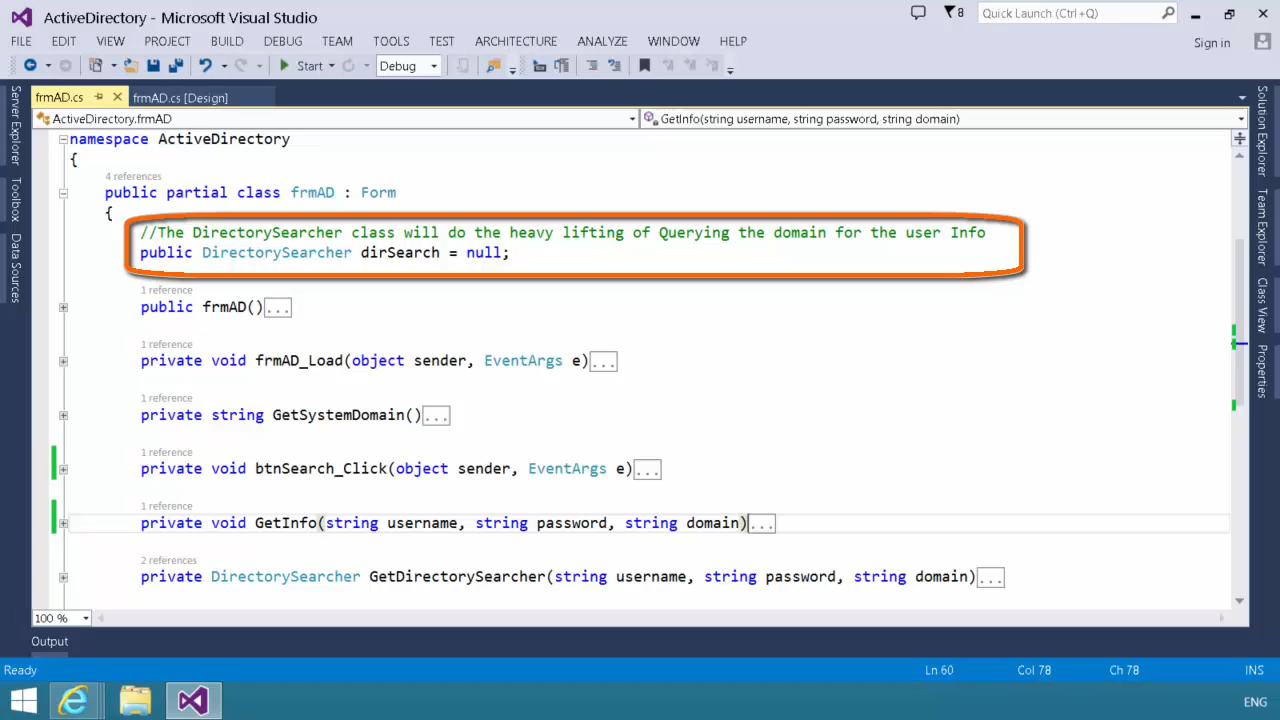 ActiveDirectory - Microsoft Visual Studio
8
Quick Launch (Ctrl+Q)
FILE EDIT VIEW PROJECT BUILD DEBUG TEAM TOOLS TEST ARCHITECTURE ANALYZE WINDOW HELP
Sign in
Start
Debug
frmAD.cs
frmAD.cs [Design]
ActiveDirectory.frmAD
GetInfo(string username, string password, string domain)
Server Explorer
Toolbox
Data Sources
namespace ActiveDirectory
{
4 references
public partial class frmAD : Form
{
//The DirectorySearcher class will do the heavy lifting of Querying the domain for the user Info
public DirectorySearcher dirSearch = null;
1 reference
public frmAD()...
1 reference
private void frmAD_Load(object sender, EventArgs e)...
1 reference
private string GetSystemDomain()...
1 reference
private void btnSearch_Click(object sender, EventArgs e)...
1 reference
private void GetInfo(string username, string password, string domain)...
2 references
private DirectorySearcher GetDirectorySearcher(string username, string password, string domain)...
Solution Explorer
Team Explorer
Class View
Properties
100 %
Output
Ready
Ln 60
Col 78
Ch 78
INS
ENG